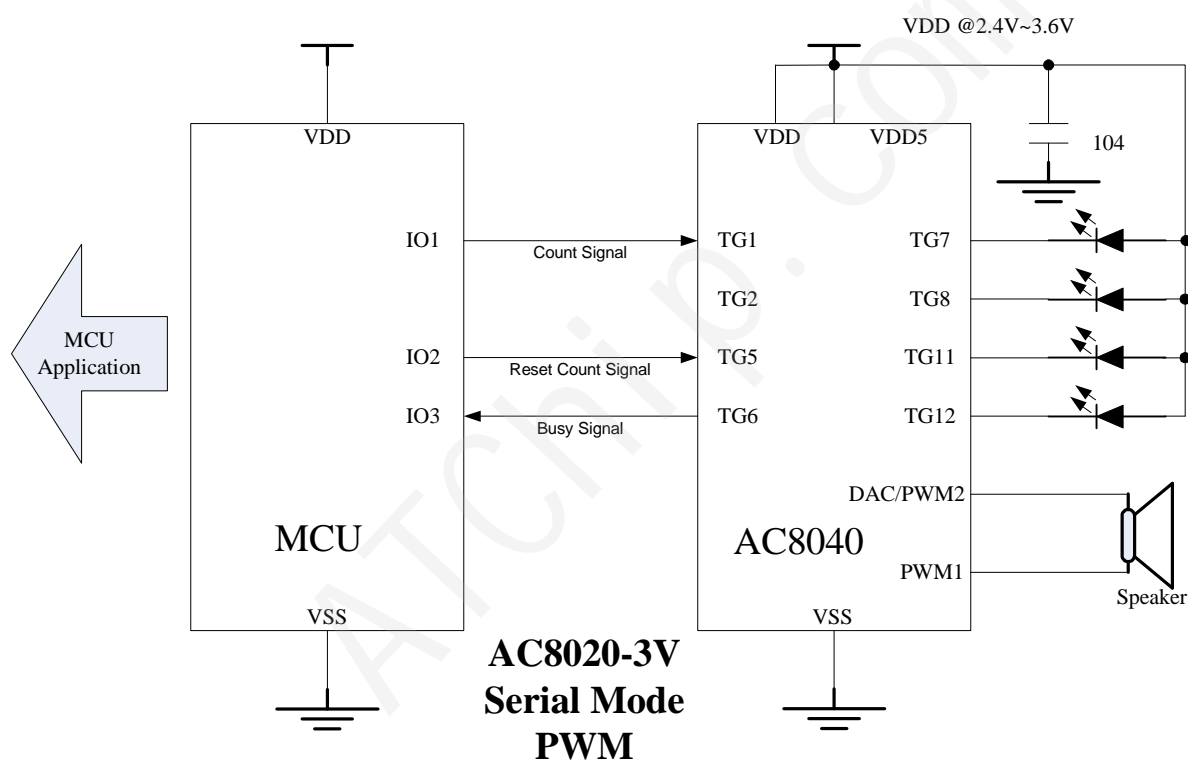 VDD @2.4V~3.6V
VDD
VDD
VDD5
104
IO1
Count Signal
TG1
TG7
TG2
TG8
MCU
Application
IO2
Reset Count Signal
TG5
TG11
IO3
Busy Signal
TG6
TG12
DAC/PWM2
MCU
AC8040
PWM1
Speaker
VSS
VSS
AC8020-3V
Serial Mode
PWM
ATChip.com